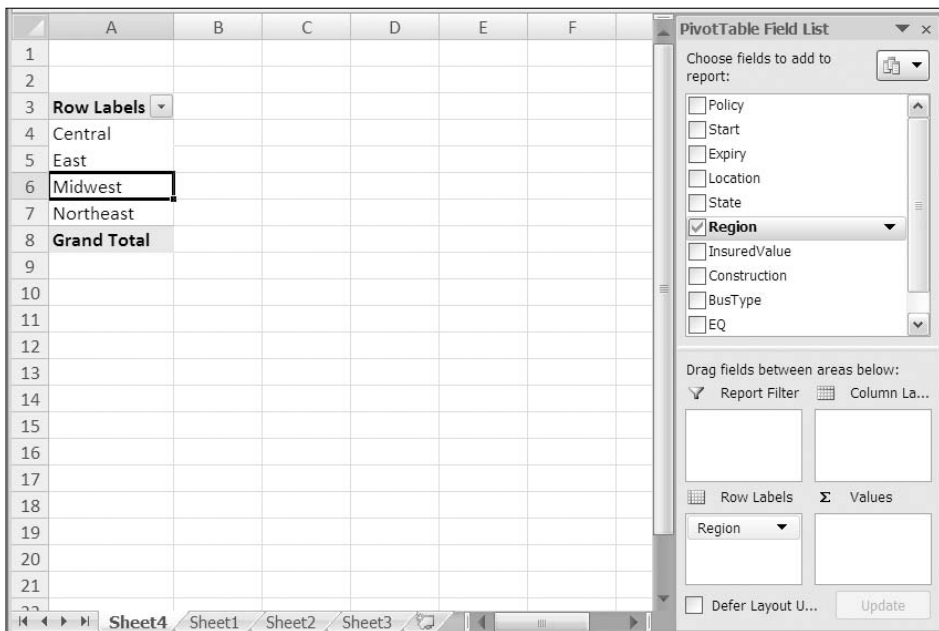 A B C D E F
1
2
3 Row Labels
4 Central
5 East
6 Midwest
7 Northeast
8 Grand Total
9
10
11
12
13
14
15
16
17
18
19
20
21
Sheet4 Sheet1 Sheet2 Sheet3
PivotTable Field List x
Choose fields to add to
report:
Policy
Start
Expiry
Location
State
Region
InsuredValue
Construction
BusType
EQ
Drag fields between areas below:
Report Filter Column La...
Row Labels Σ Values
Region
Defer Layout U... Update